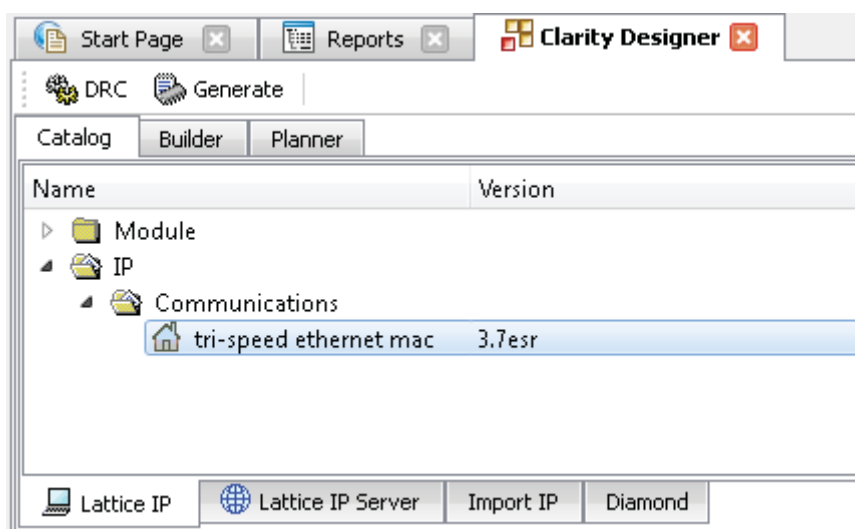 Start Page Reports Clarity Designer
DRC Generate
Catalog Builder Planner
Name Version
Module
IP
Communications
tri-speed ethernet mac 3.7esr
Lattice IP Lattice IP Server Import IP Diamond